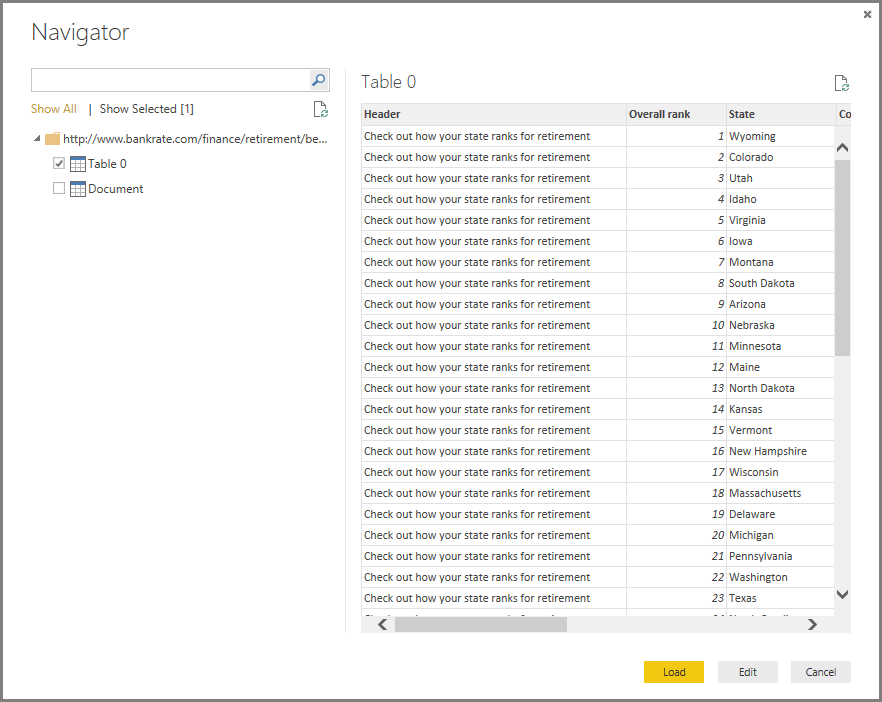 Navigator
Show All | Show Selected [1]
http://www.bankrate.com/finance/retirement/be...
Table 0
Document
Table 0
Header Overall rank State Co
Check out how your state ranks for retirement 1 Wyoming
Check out how your state ranks for retirement 2 Colorado
Check out how your state ranks for retirement 3 Utah
Check out how your state ranks for retirement 4 Idaho
Check out how your state ranks for retirement 5 Virginia
Check out how your state ranks for retirement 6 Iowa
Check out how your state ranks for retirement 7 Montana
Check out how your state ranks for retirement 8 South Dakota
Check out how your state ranks for retirement 9 Arizona
Check out how your state ranks for retirement 10 Nebraska
Check out how your state ranks for retirement 11 Minnesota
Check out how your state ranks for retirement 12 Maine
Check out how your state ranks for retirement 13 North Dakota
Check out how your state ranks for retirement 14 Kansas
Check out how your state ranks for retirement 15 Vermont
Check out how your state ranks for retirement 16 New Hampshire
Check out how your state ranks for retirement 17 Wisconsin
Check out how your state ranks for retirement 18 Massachusetts
Check out how your state ranks for retirement 19 Delaware
Check out how your state ranks for retirement 20 Michigan
Check out how your state ranks for retirement 21 Pennsylvania
Check out how your state ranks for retirement 22 Washington
Check out how your state ranks for retirement 23 Texas
Load Edit Cancel